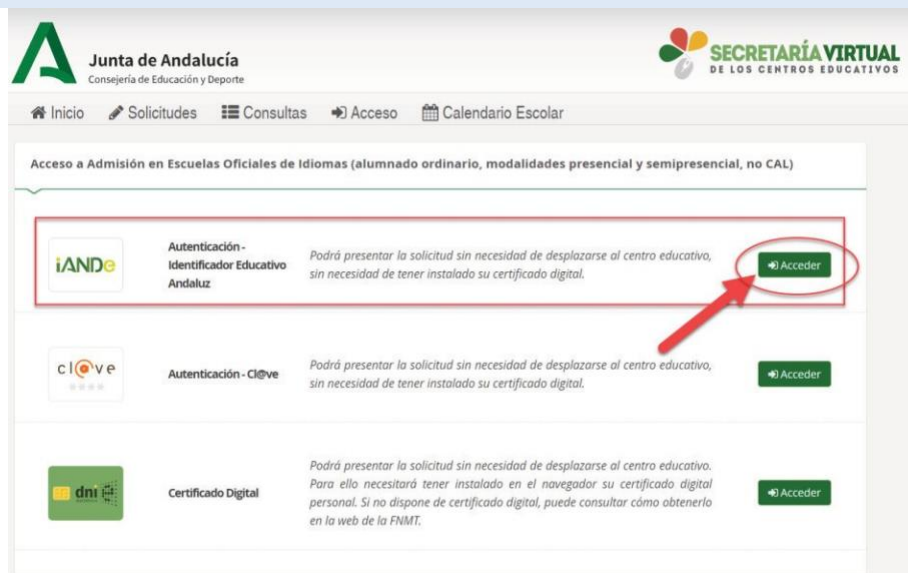 Junta de Andalucía
Consejería de Educación y Deporte
SECRETARÍA VIRTUAL
DE LOS CENTROS EDUCATIVOS
Inicio Solicitudes Consultas Acceso Calendario Escolar
Acceso a Admisión en Escuelas Oficiales de Idiomas (alumnado ordinario, modalidades presencial y semipresencial, no CAL)
iANDe
Autenticación -
Identificador Educativo
Andaluz
Podrá presentar la solicitud sin necesidad de desplazarse al centro educativo,
sin necesidad de tener instalado su certificado digital.
Acceder
cl@ve
Autenticación - Cl@ve
Podrá presentar la solicitud sin necesidad de desplazarse al centro educativo,
sin necesidad de tener instalado su certificado digital.
Acceder
dni e
Certificado Digital
Podrá presentar la solicitud sin necesidad de desplazarse al centro educativo.
Para ello necesitará tener instalado en el navegador su certificado digital
personal. Si no dispone de certificado digital, puede consultar cómo obtenerlo
en la web de la FNMT.
Acceder